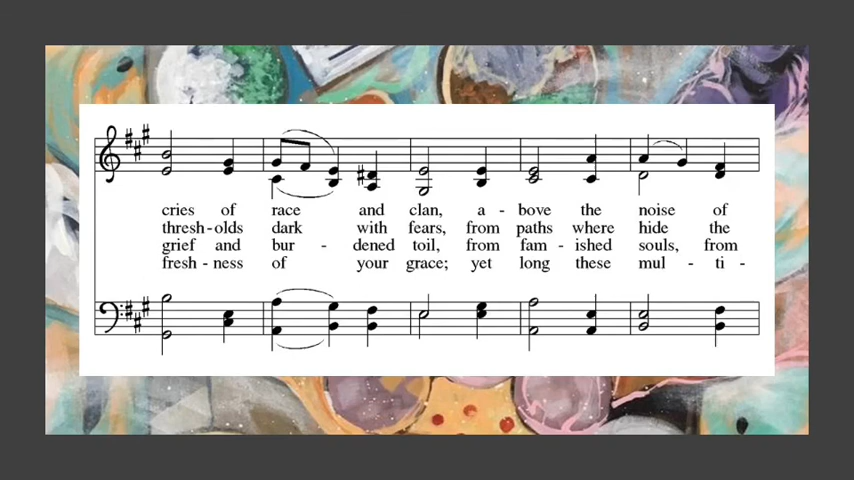 cries of race and clan, a - bove the noise of
thresh - olds dark with fears, from paths where hide the
grief and bur - dened toil, from fam - ished souls, from
fresh - ness of your grace; yet long these mul - ti -